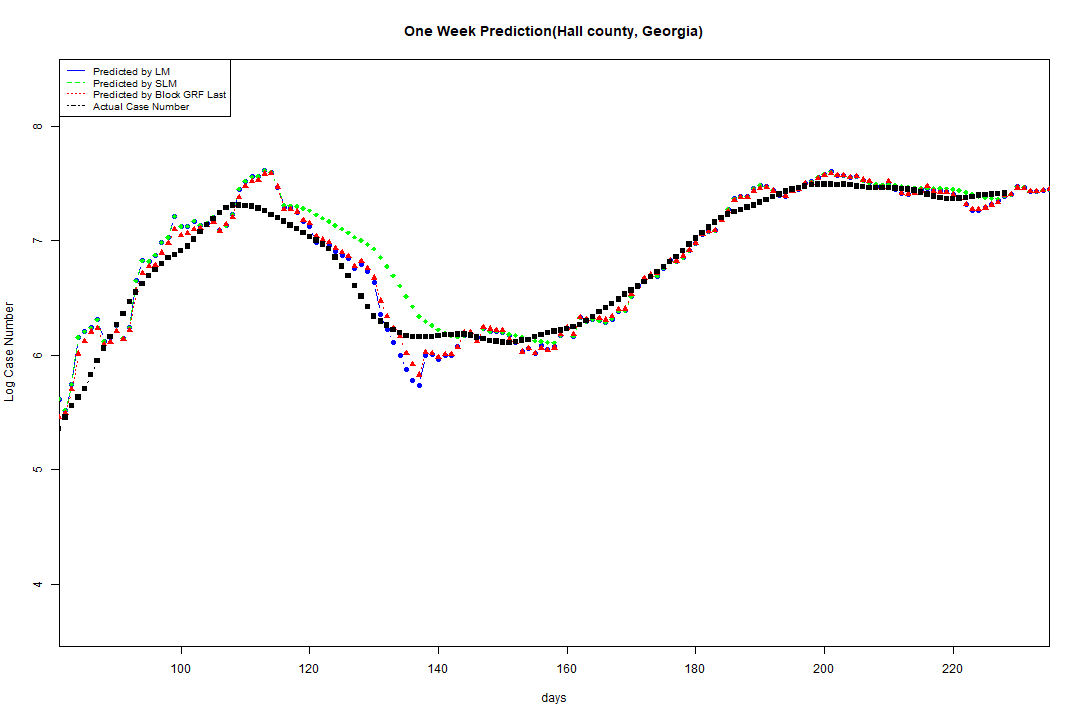 One Week Prediction(Hall county, Georgia)
Predicted by LM
Predicted by SLM
Predicted by Block GRF Last
Actual Case Number
Log Case Number
8
7
6
5
4
100 120 140 160 180 200 220
days